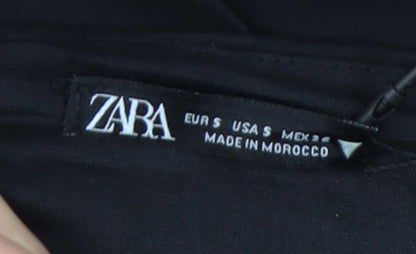 ZARA
EUR S USA S MEX 26
MADE IN MOROCCO